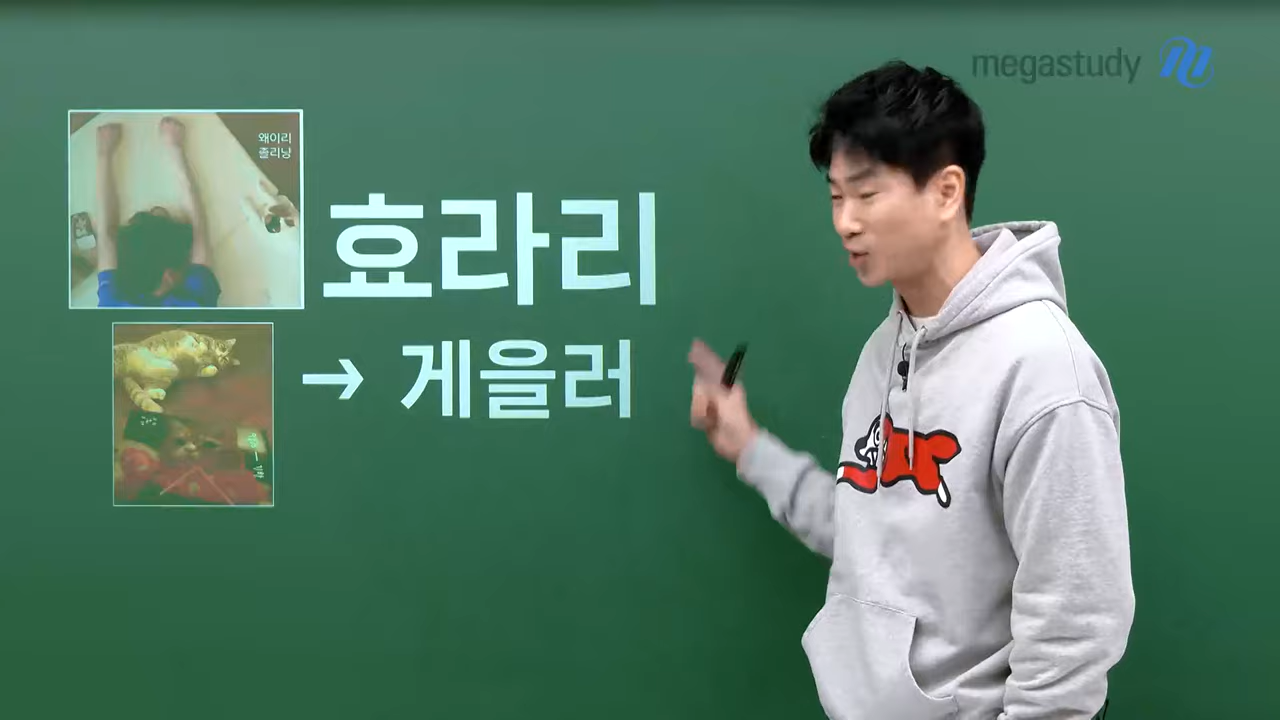 megastudy
왜이리
졸리냥
효라리
→ 게을러